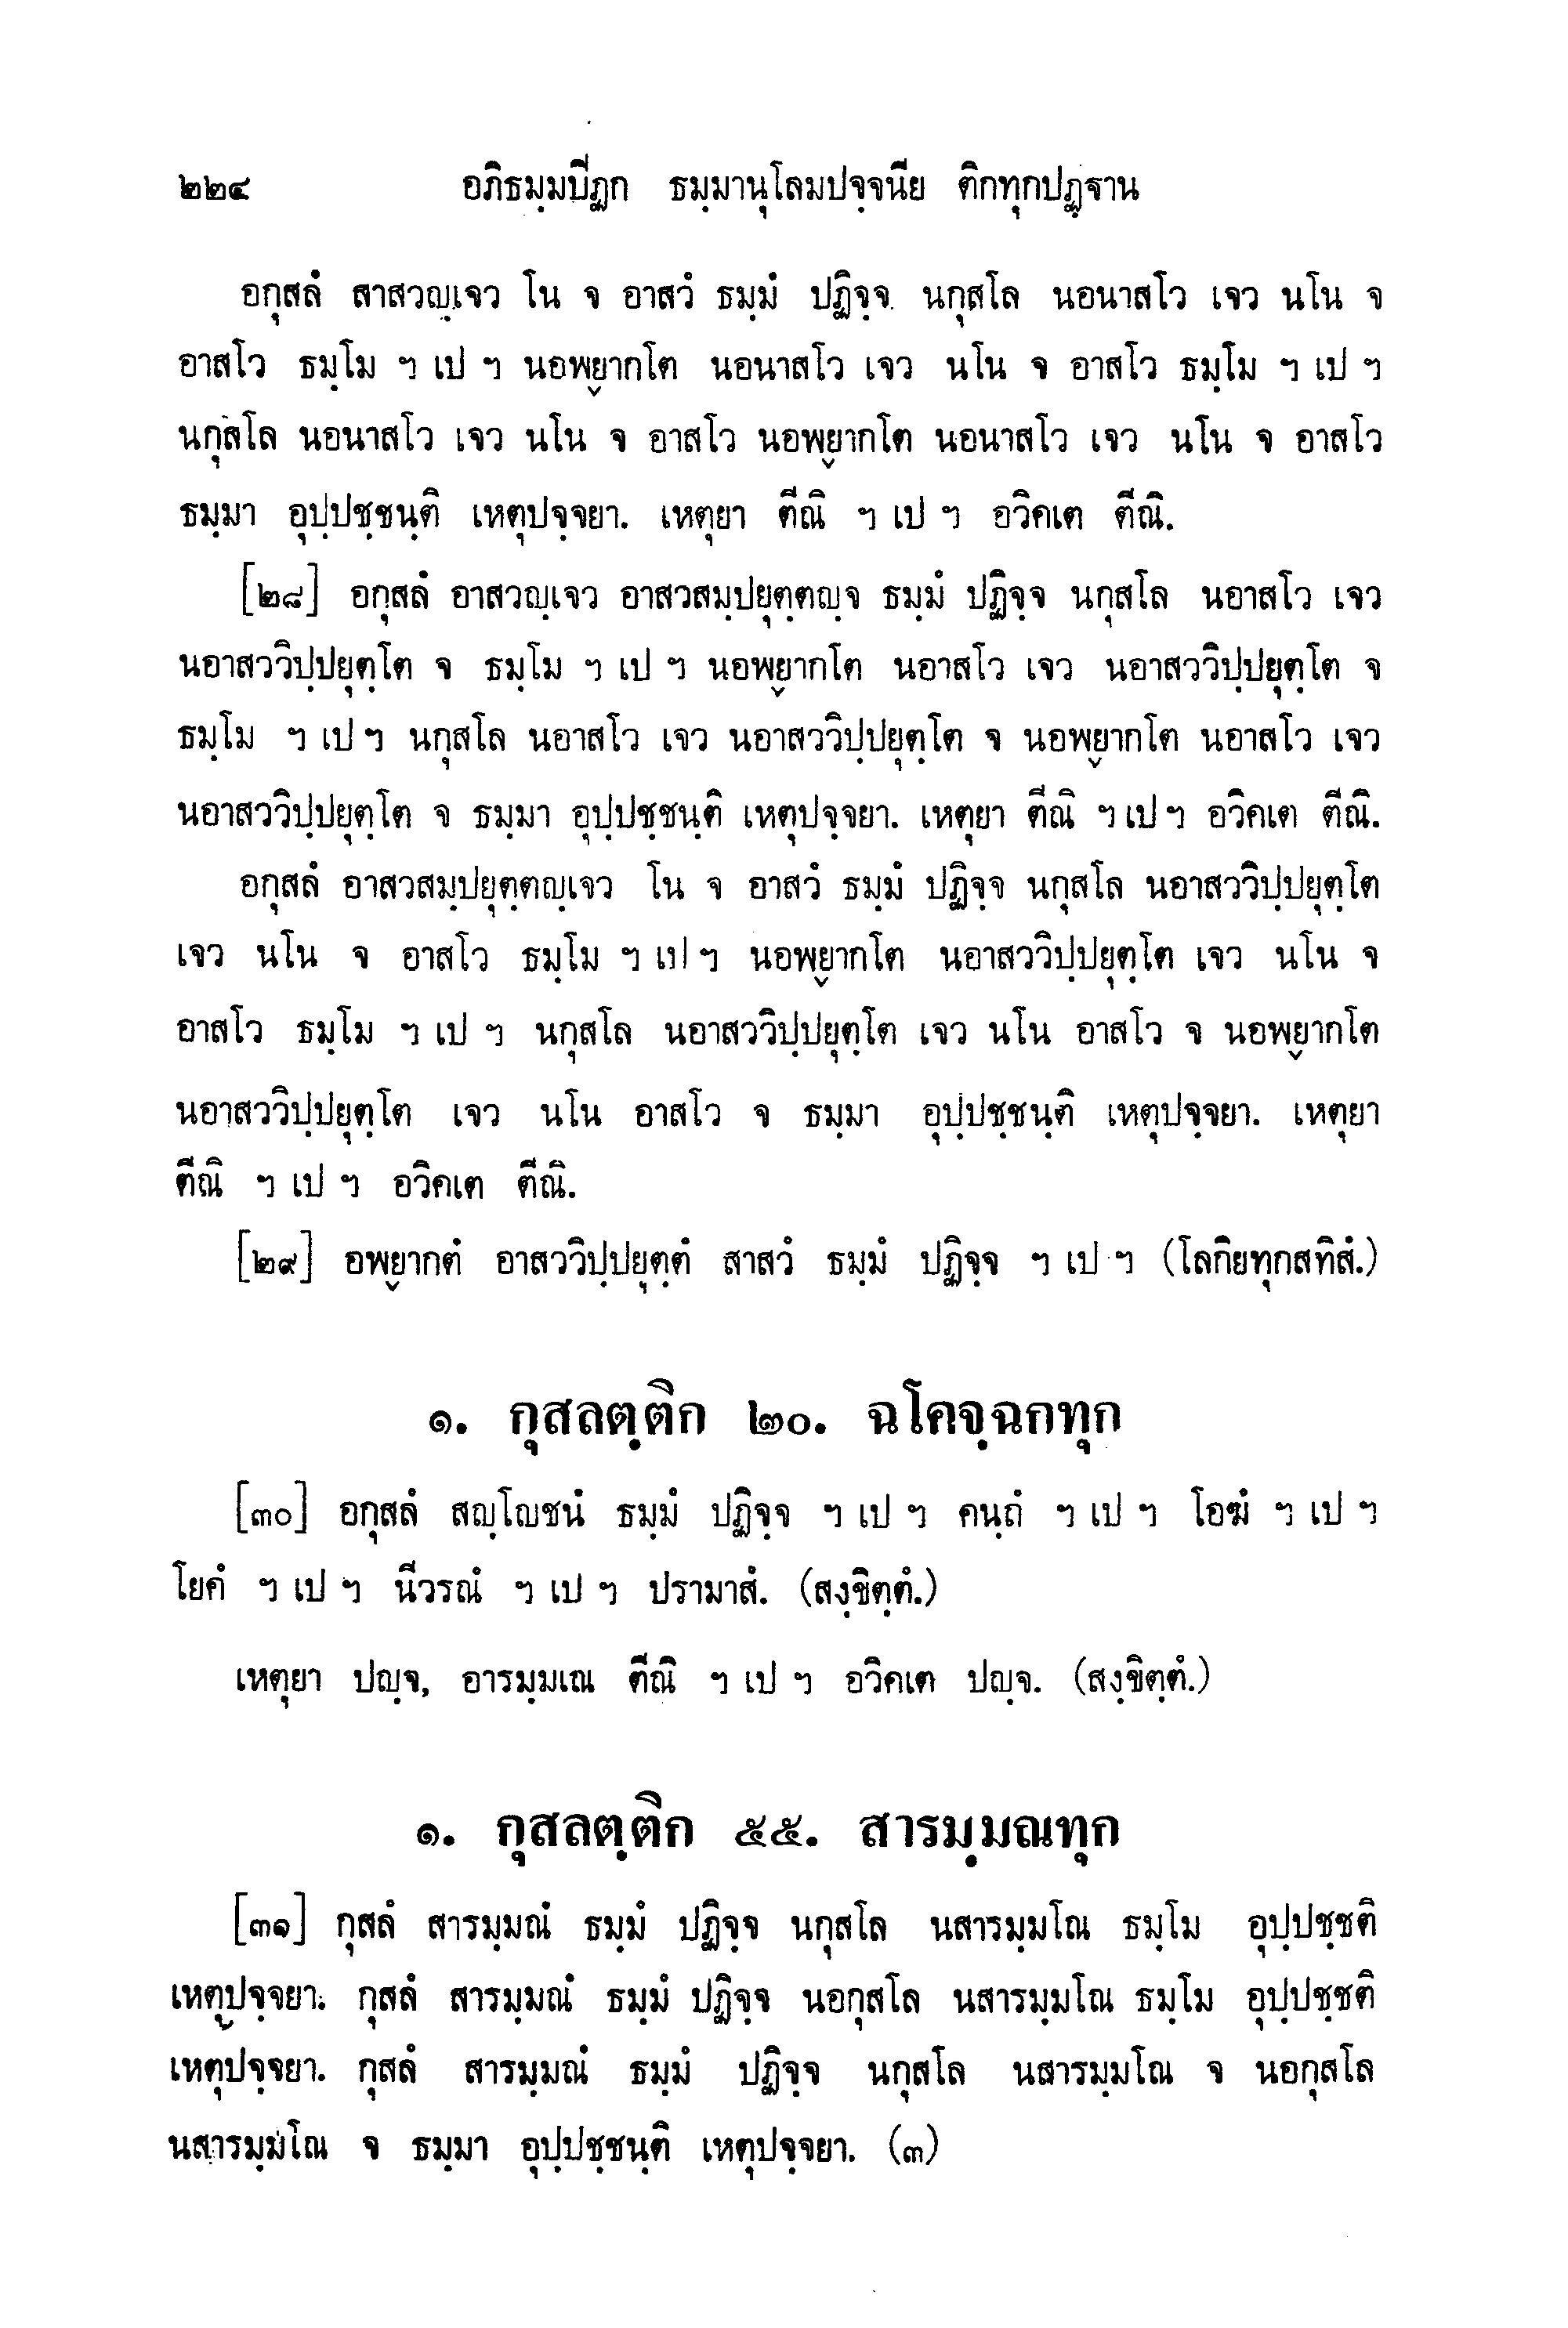 ๒๒๔ อภิธมฺมปีฏก ธมฺมานุโลมปจฺจนีย ติกทุกปฏฺฐาน
อกุสลํ สาสวญฺเจว โน จ อาสวํ ธมฺมํ ปฏิจฺจ นกุสโล นอนาสโว เจว นโน จ
อาสโว ธมฺโม ฯ เป ฯ นอพฺยากโต นอนาสโว เจว นโน จ อาสโว ธมฺโม ฯ เป ฯ
นกุสโล นอนาสโว เจว นโน จ อาสโว นอพฺยากโต นอนาสโว เจว นโน จ อาสโว
ธมฺมา อุปฺปชฺชนฺติ เหตุปจฺจยา. เหตุยา ตีณิ ฯ เป ฯ อวิคเต ตีณิ.
[๒๘] อกุสลํ อาสวญฺเจว อาสวสมฺปยุตฺตญฺจ ธมฺมํ ปฏิจฺจ นกุสโล นอาสโว เจว
นอาสววิปฺปยุตฺโต จ ธมฺโม ฯ เป ฯ นอพฺยากโต นอาสโว เจว นอาสววิปฺปยุตฺโต จ
ธมฺโม ฯ เป ฯ นกุสโล นอาสโว เจว นอาสววิปฺปยุตฺโต จ นอพฺยากโต นอาสโว เจว
นอาสววิปฺปยุตฺโต จ ธมฺมา อุปฺปชฺชนฺติ เหตุปจฺจยา. เหตุยา ตีณิ ฯ เป ฯ อวิคเต ตีณิ.
อกุสลํ อาสวสมฺปยุตฺตญฺเจว โน จ อาสวํ ธมฺมํ ปฏิจฺจ นกุสโล นอาสววิปฺปยุตฺโต
เจว นโน จ อาสโว ธมฺโม ฯ เป ฯ นอพฺยากโต นอาสววิปฺปยุตฺโต เจว นโน จ
อาสโว ธมฺโม ฯ เป ฯ นกุสโล นอาสววิปฺปยุตฺโต เจว นโน อาสโว จ นอพฺยากโต
นอาสววิปฺปยุตฺโต เจว นโน อาสโว จ ธมฺมา อุปฺปชฺชนฺติ เหตุปจฺจยา. เหตุยา
ตีณิ ฯ เป ฯ อวิคเต ตีณิ.
[๒๙] อพฺยากตํ อาสววิปฺปยุตฺตํ สาสวํ ธมฺมํ ปฏิจฺจ ฯ เป ฯ (โลกิยทุกสทิสํ.)
๑. กุสลตฺติก ๒๐. ฉโคจฺฉกทุก
[๓๐] อกุสลํ สญฺโญชนํ ธมฺมํ ปฏิจฺจ ฯ เป ฯ คนฺถํ ฯ เป ฯ โอฆํ ฯ เป ฯ
โยคํ ฯ เป ฯ นีวรณํ ฯ เป ฯ ปรามาสํ. (สงฺขิตฺตํ.)
เหตุยา ปญฺจ, อารมฺมเณ ตีณิ ฯ เป ฯ อวิคเต ปญฺจ. (สงฺขิตฺตํ.)
๑. กุสลตฺติก ๕๕. สารมฺมณทุก
[๓๑] กุสลํ สารมฺมณํ ธมฺมํ ปฏิจฺจ นกุสโล นสารมฺมโณ ธมฺโม อุปฺปชฺชติ
เหตุปจฺจยา. กุสลํ สารมฺมณํ ธมฺมํ ปฏิจฺจ นอกุสโล นสารมฺมโณ ธมฺโม อุปฺปชฺชติ
เหตุปจฺจยา. กุสลํ สารมฺมณํ ธมฺมํ ปฏิจฺจ นกุสโล นสารมฺมโณ จ นอกุสโล
นสารมฺมโณ จ ธมฺมา อุปฺปชฺชนฺติ เหตุปจฺจยา. (๓)